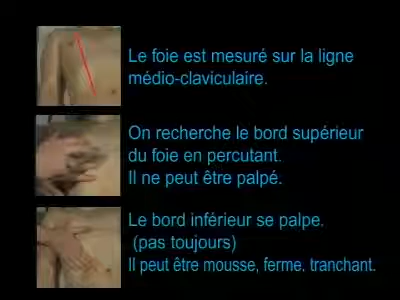 Le foie est mesuré sur la ligne
médio-claviculaire.
On recherche le bord supérieur
du foie en percutant.
Il ne peut être palpé.
Le bord inférieur se palpe.
(pas toujours)
Il peut être mousse, ferme. tranchant.